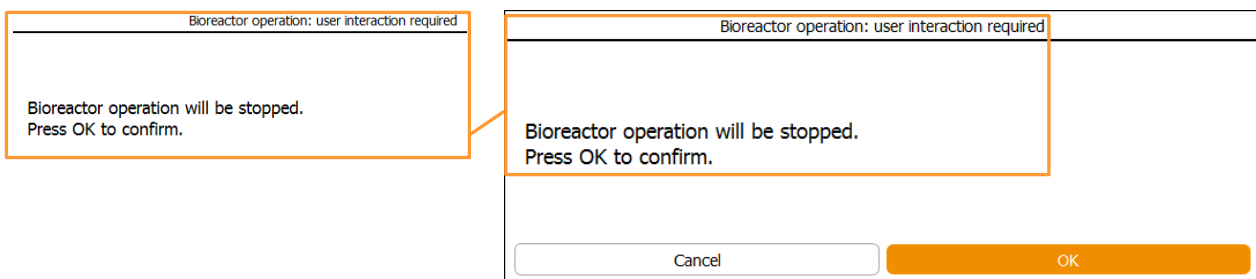 Bioreactor operation: user interaction required
Bioreactor operation will be stopped.
Press OK to confirm.
Bioreactor operation: user interaction required
Bioreactor operation will be stopped.
Press OK to confirm.
Cancel
OK